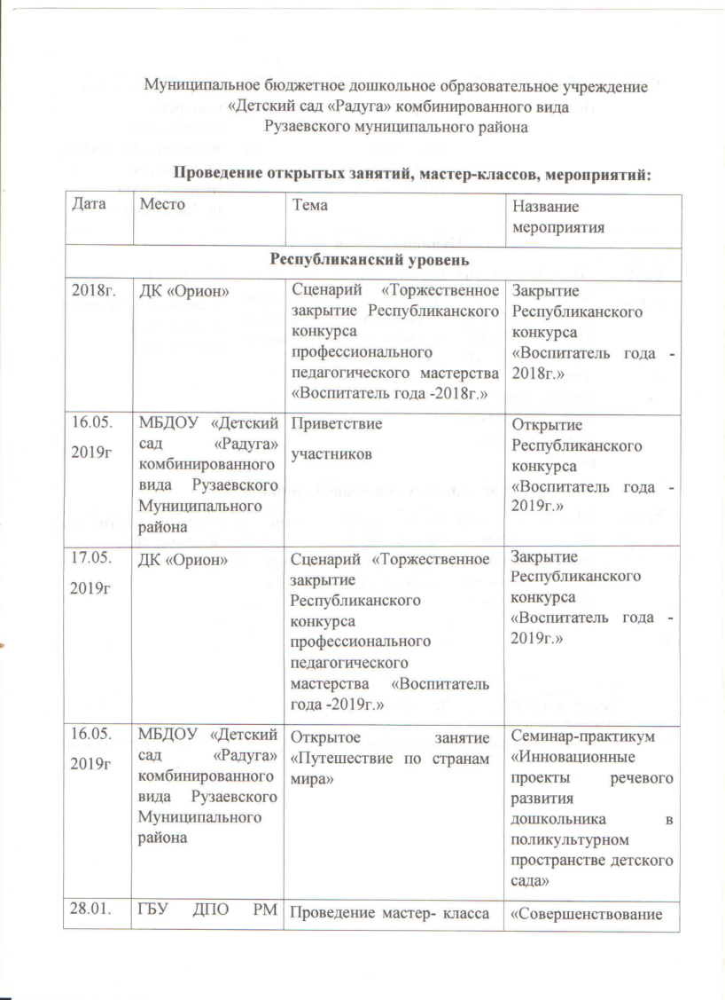 Муниципальное бюджетное дошкольное образовательное учреждение
«Детский сад «Радуга» комбинированного вида
Рузаевского муниципального района
Проведение открытых занятий, мастер-классов, мероприятий:
Дата
Место
Тема
Название
мероприятия
Республиканский уровень
2018г.
ДК «Орион»
Сценарий «Торжественное
закрытие Республиканского
конкурса
профессионального
педагогического мастерства
«Воспитатель года -2018г.»
Закрытие
Республиканского
конкурса
«Воспитатель года -
2018г.»
16.05.
2019г
МБДОУ «Детский
сад «Радуга»
комбинированного
вида Рузаевского
Муниципального
района
Приветствие
участников
Открытие
Республиканского
конкурса
«Воспитатель года -
2019г.»
17.05.
2019г
ДК «Орион»
Сценарий «Торжественное
закрытие
Республиканского
конкурса
профессионального
педагогического
мастерства «Воспитатель
года -2019г.»
Закрытие
Республиканского
конкурса
«Воспитатель года -
2019г.»
16.05.
2019г
МБДОУ «Детский
сад «Радуга»
комбинированного
вида Рузаевского
Муниципального
района
Открытое занятие
«Путешествие по странам
мира»
Семинар-практикум
«Инновационные
проекты речевого
развития
дошкольника в
поликультурном
пространстве детского
сада»
28.01.
ГБУ ДПО РМ
Проведение мастер- класса
«Совершенствование